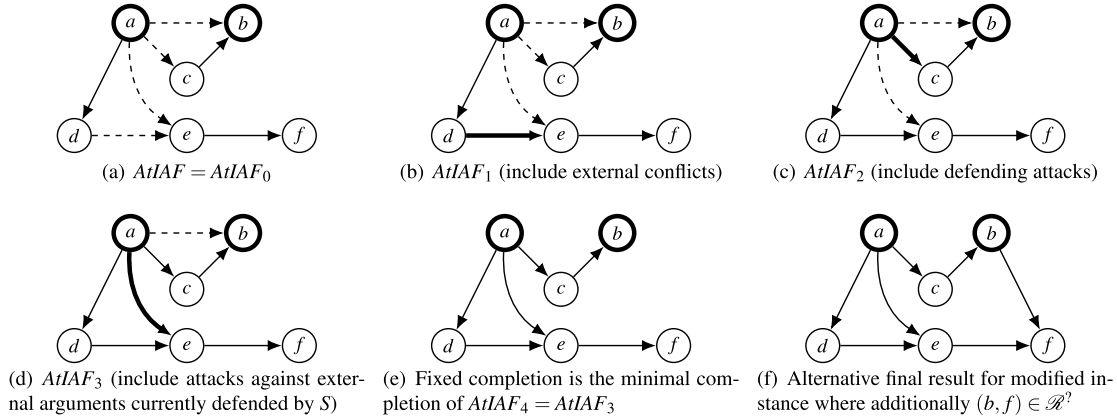 a b a b a b
c c c
d e f d e f d e f
(a) AtIAF = AtIAF₀ (b) AtIAF₁ (include external conflicts) (c) AtIAF₂ (include defending attacks)
a b a b a b
c c c
d e f d e f d e f
(d) AtIAF₃ (include attacks against exter-
nal arguments currently defended by S)
(e) Fixed completion is the minimal com-
pletion of AtIAF₄ = AtIAF₃
(f) Alternative final result for modified in-
stance where additionally (b, f) ∈ ℛ?